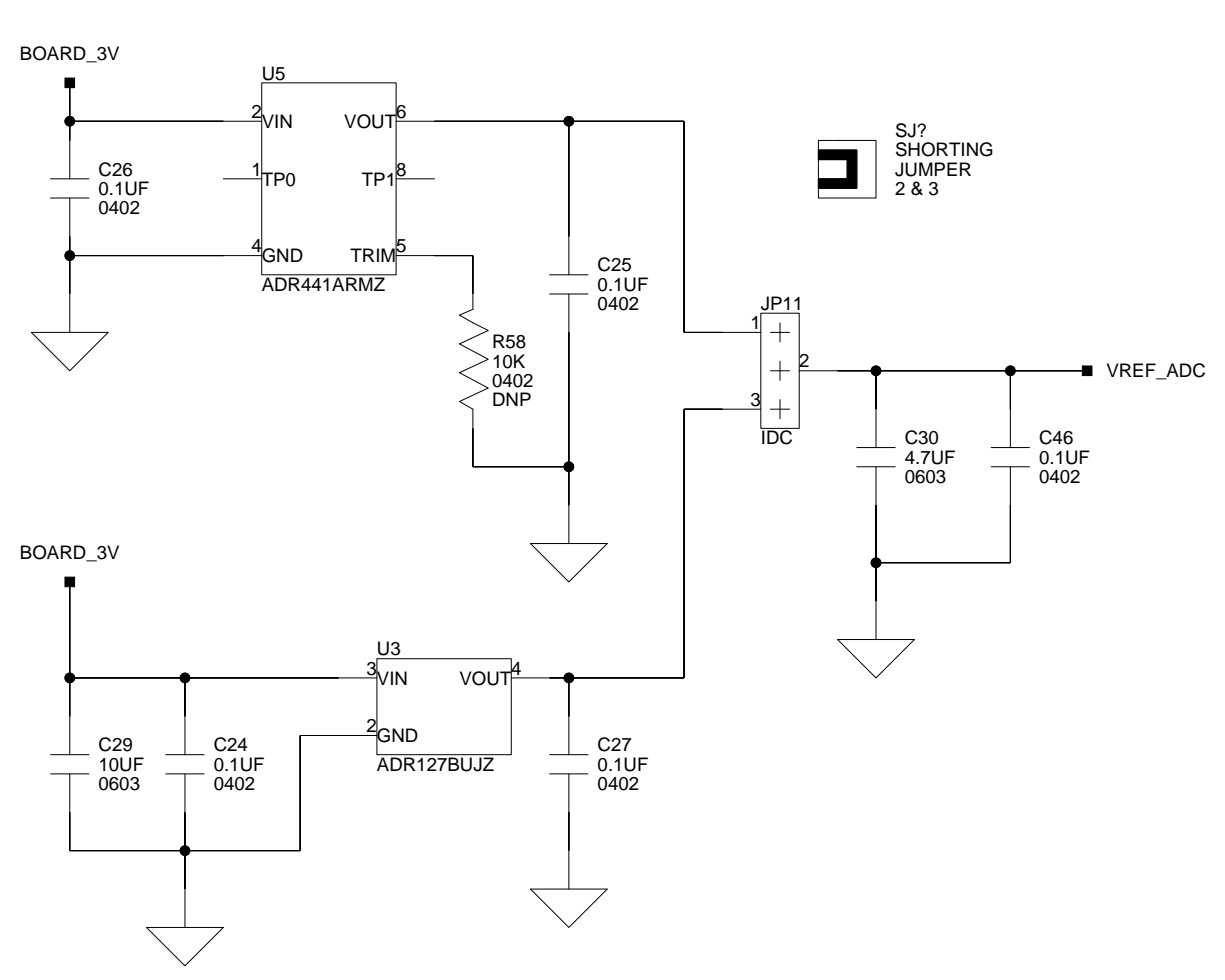 BOARD_3V
U5
2
VIN
VOUT
6
1
TP0
TP1
8
4
GND
TRIM
5
ADR441ARMZ
C26
0.1UF
0402
SJ?
SHORTING
JUMPER
2 & 3
C25
0.1UF
0402
R58
10K
0402
DNP
JP11
1
2
3
IDC
VREF_ADC
C30
4.7UF
0603
C46
0.1UF
0402
BOARD_3V
U3
3
VIN
VOUT
4
2
GND
ADR127BUJZ
C29
10UF
0603
C24
0.1UF
0402
C27
0.1UF
0402